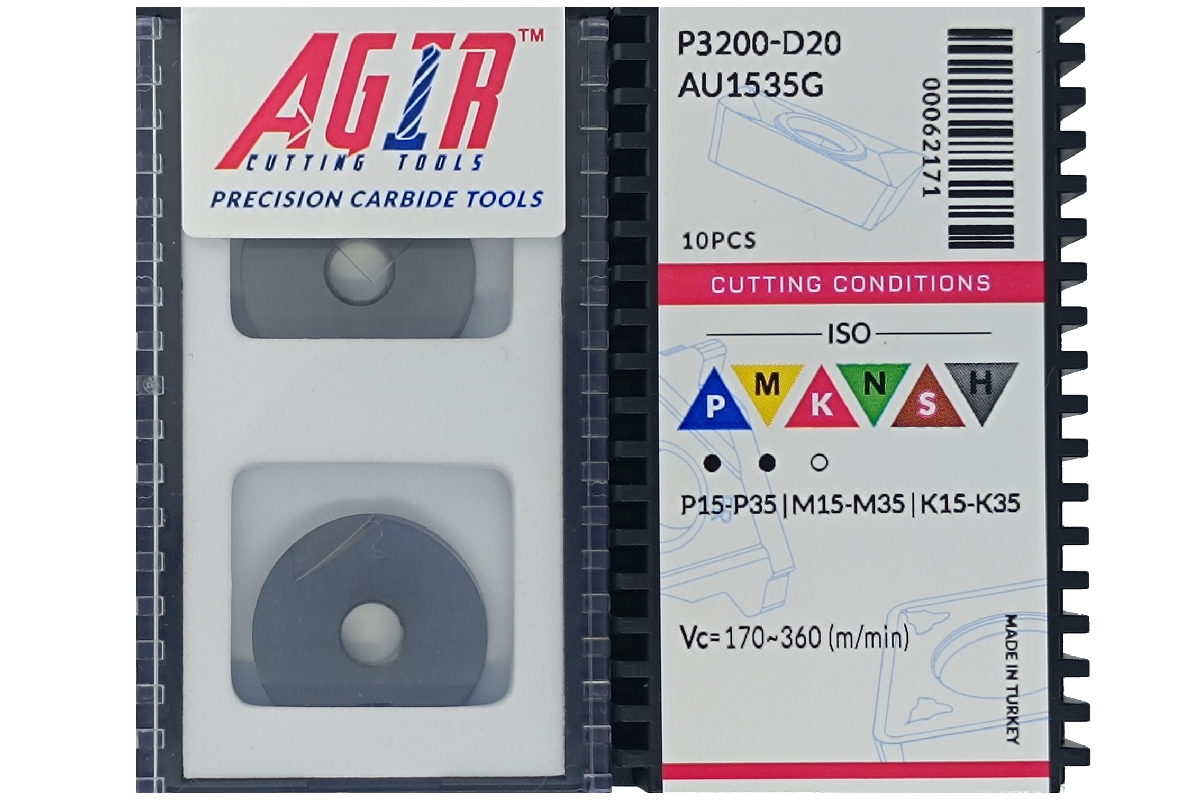 AGIR™
CUTTING TOOLS
PRECISION CARBIDE TOOLS
P3200-D20
AU1535G
00062171
10PCS
CUTTING CONDITIONS
ISO
P M K N S H
P15-P35|M15-M35|K15-K35
Vc=170~360 (m/min)
MADE IN TURKEY